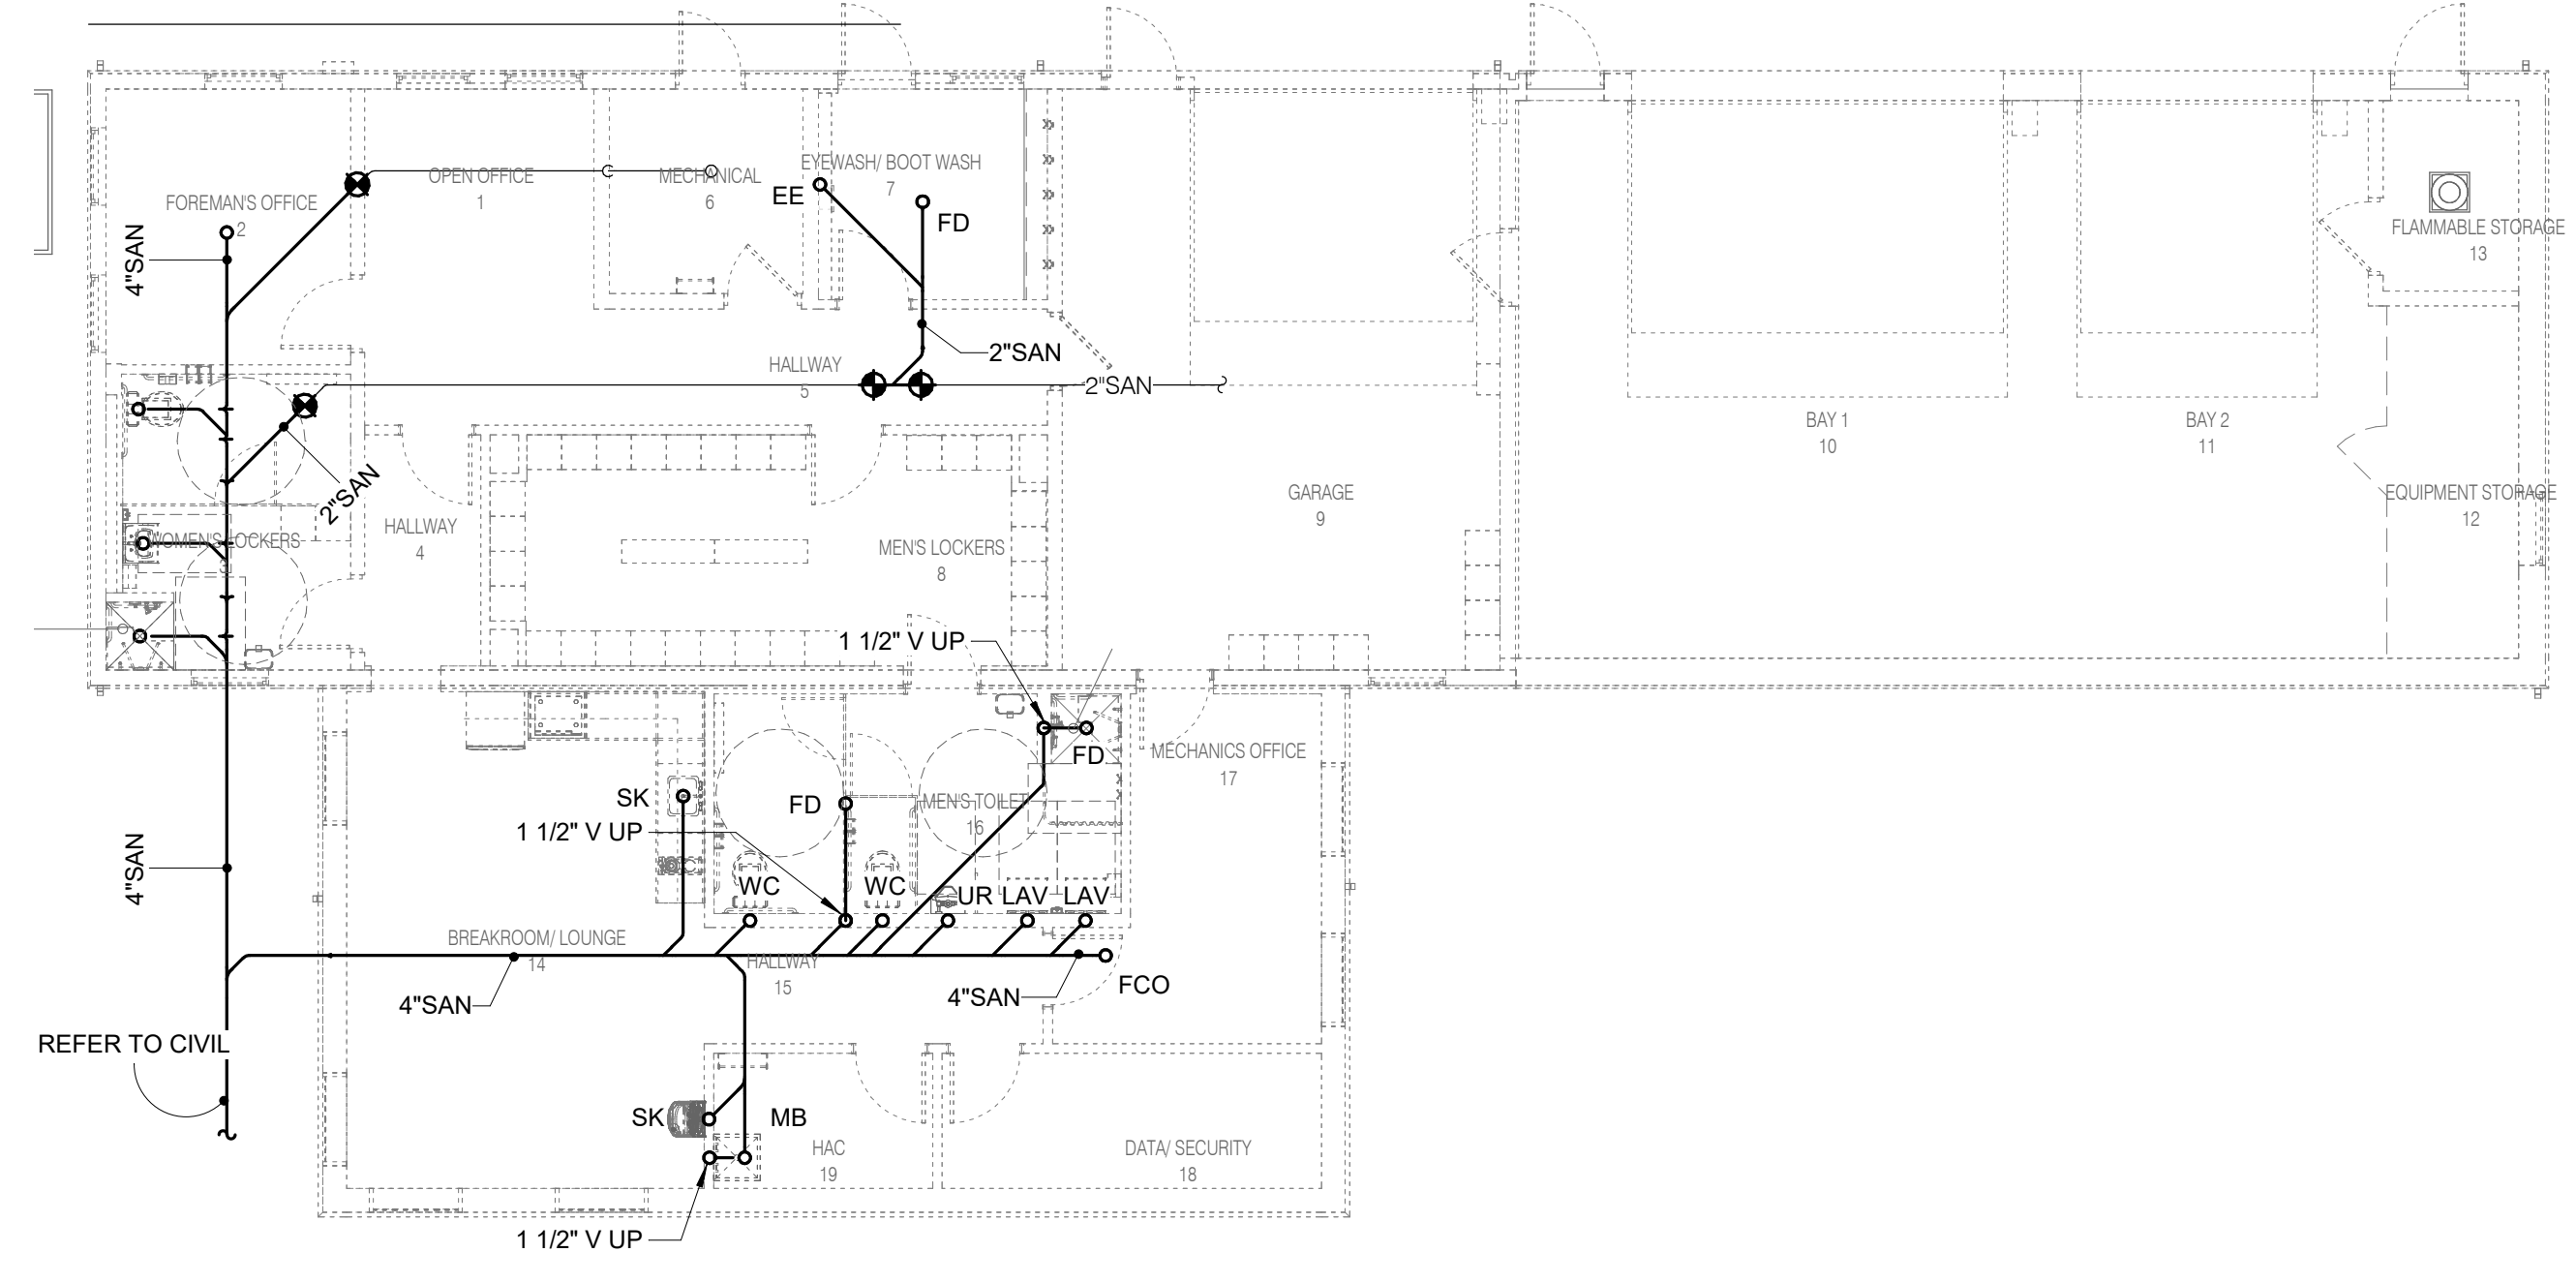 EYEWASH/ BOOT WASH
7
OPEN OFFICE
1
MECHANICAL
6
EE
FOREMAN'S OFFICE
2
FD
FLAMMABLE STORAGE
13
4"SAN
2"SAN
HALLWAY
5
2"SAN
BAY 1
10
BAY 2
11
2"SAN
GARAGE
9
EQUIPMENT STORAGE
12
HALLWAY
4
WOMEN'S LOCKERS
MEN'S LOCKERS
8
1 1/2" V UP
FD
MECHANICS OFFICE
17
SK
FD
MEN'S TOILET
16
1 1/2" V UP
4"SAN
WC
WC
UR
LAV
LAV
BREAKROOM/ LOUNGE
14
HALLWAY
15
4"SAN
4"SAN
FCO
REFER TO CIVIL
SK
MB
HAC
19
DATA/ SECURITY
18
1 1/2" V UP